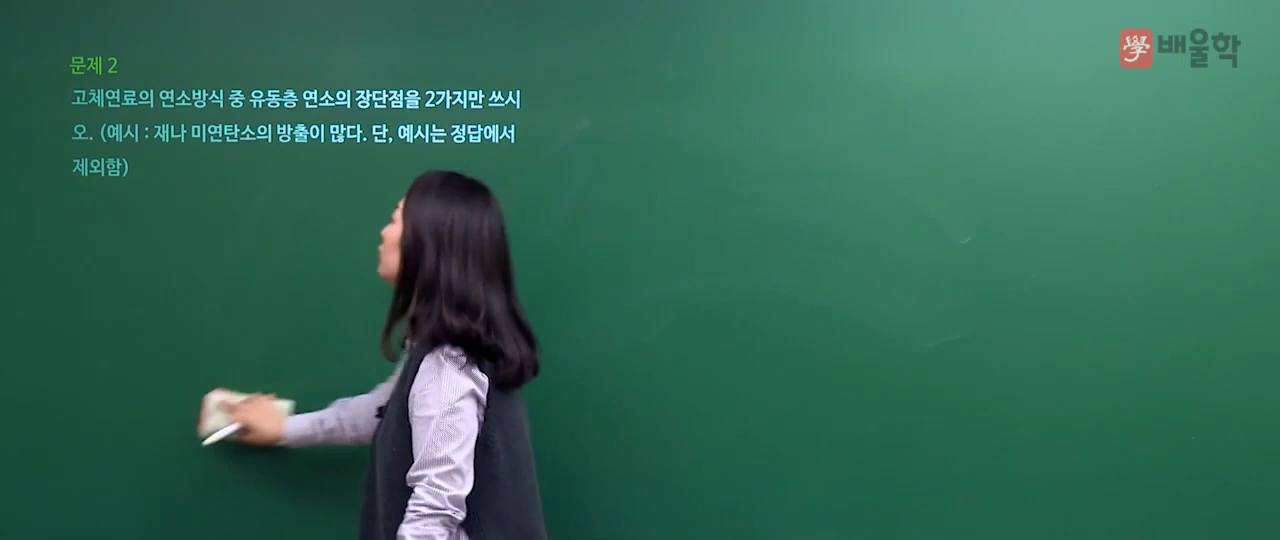 學 배울학
문제 2
고체연료의 연소방식 중 유동층 연소의 장단점을 2가지만 쓰시
오. (예시 : 재나 미연탄소의 방출이 많다. 단, 예시는 정답에서
제외함)